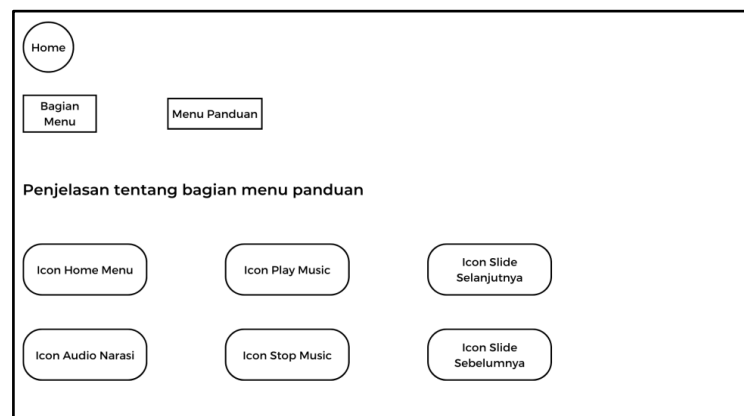 Home
Bagian
Menu
Menu Panduan
Penjelasan tentang bagian menu panduan
Icon Home Menu
Icon Play Music
Icon Slide
Selanjutnya
Icon Audio Narasi
Icon Stop Music
Icon Slide
Sebelumnya